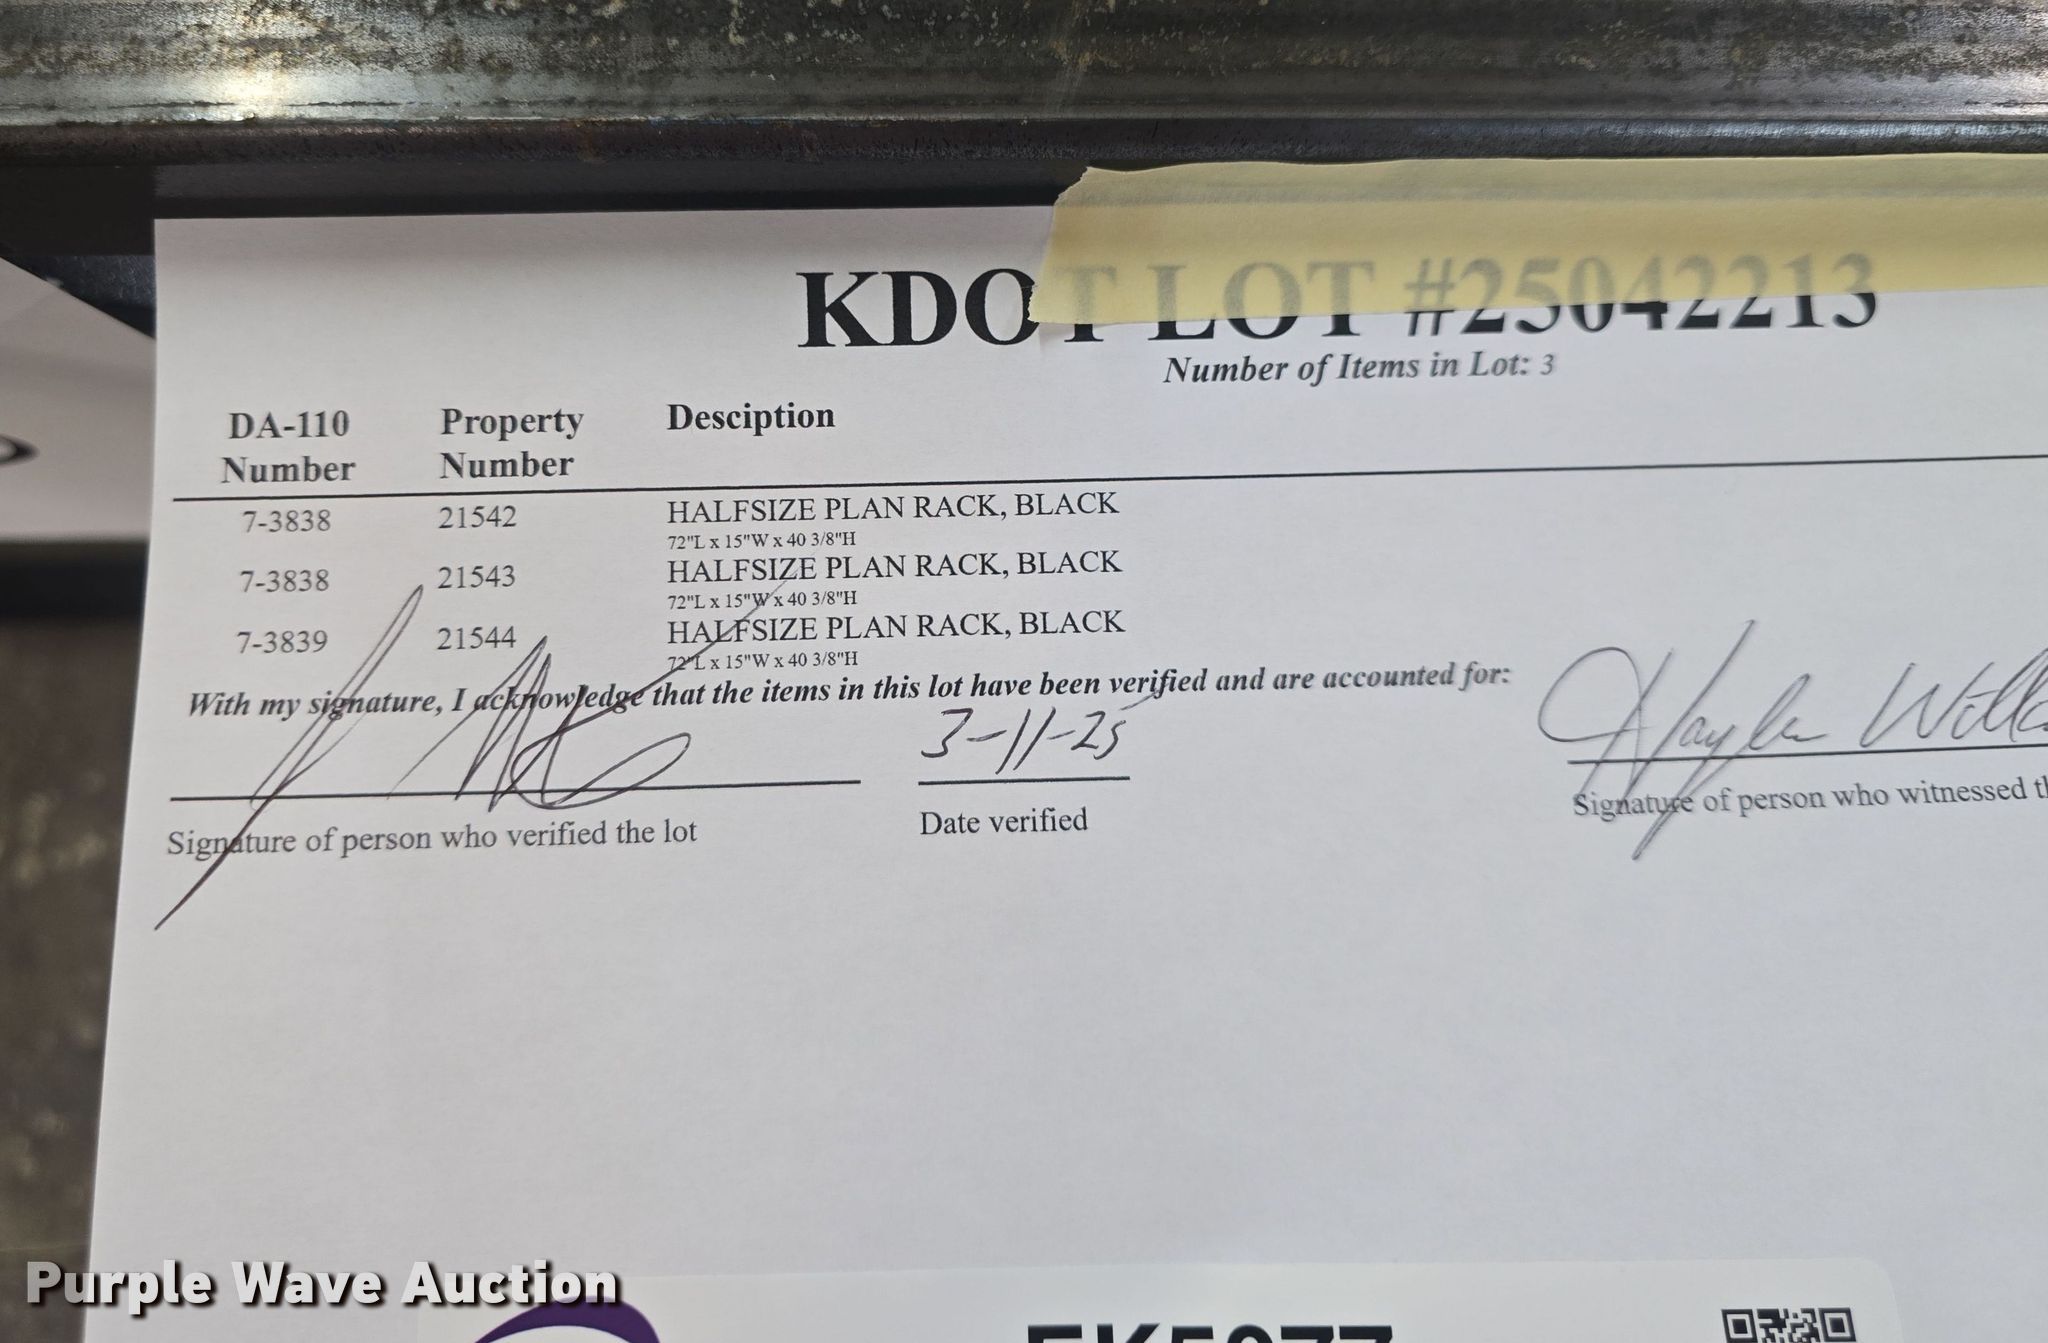 KDOT LOT #25042213
Number of Items in Lot: 3
DA-110 Number
Property Number
Desciption
7-3838 21542 HALFSIZE PLAN RACK, BLACK
72"L x 15"W x 40 3/8"H
7-3838 21543 HALFSIZE PLAN RACK, BLACK
72"L x 15"W x 40 3/8"H
7-3839 21544 HALFSIZE PLAN RACK, BLACK
72"L x 15"W x 40 3/8"H
With my signature, I acknowledge that the items in this lot have been verified and are accounted for:
3-11-25
Signature of person who verified the lot
Date verified
Signature of person who witnessed
Purple Wave Auction